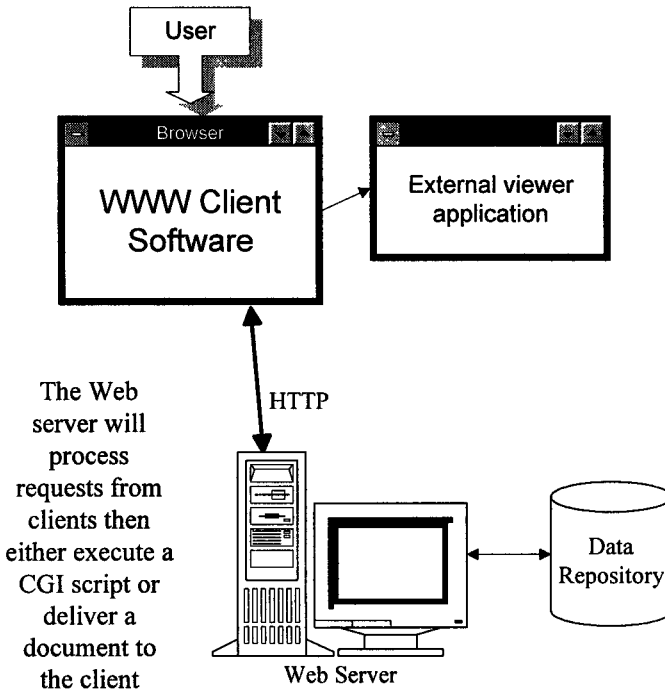 User
Browser
WWW Client
Software
External viewer
application
HTTP
The Web
server will
process
requests from
clients then
either execute a
CGI script or
deliver a
document to
the client
Web Server
Data
Repository